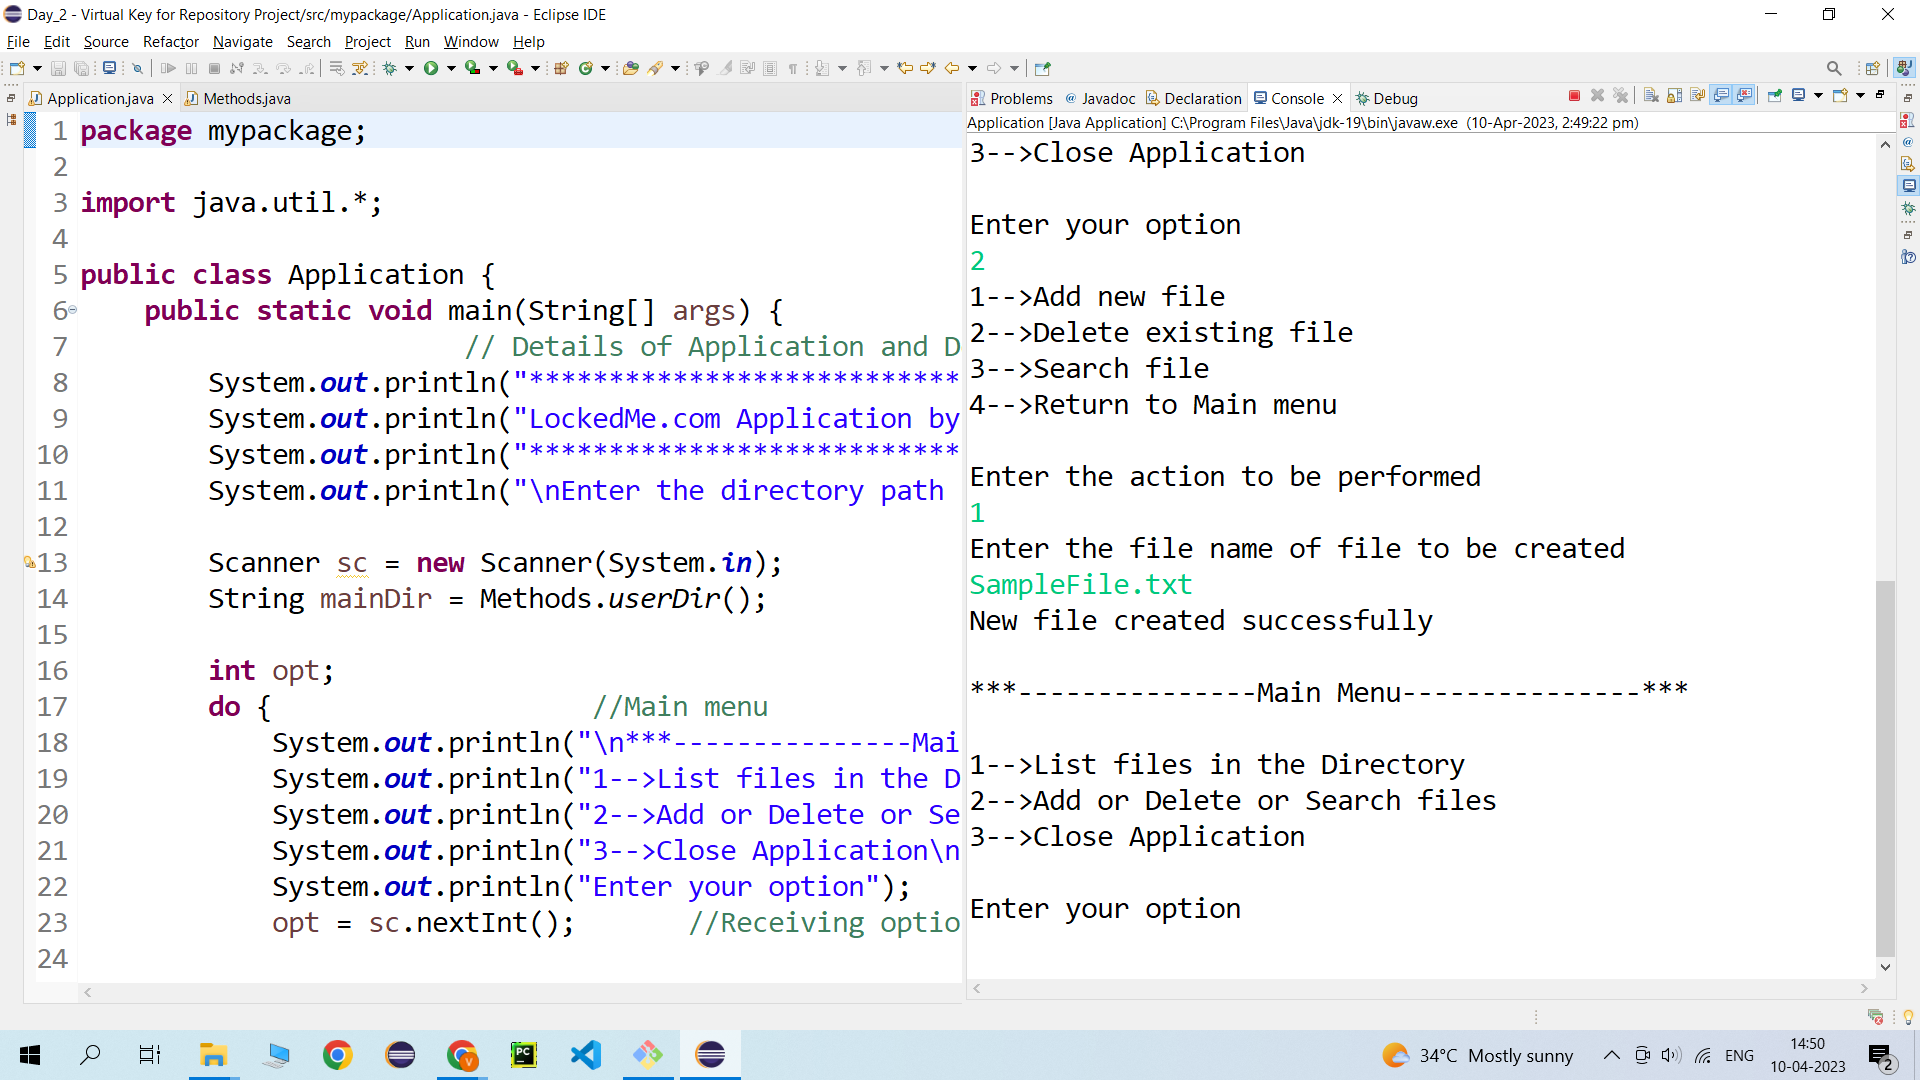 Day_2 - Virtual Key for Repository Project/src/mypackage/Application.java - Eclipse IDE
File Edit Source Refactor Navigate Search Project Run Window Help
Application.java Methods.java
1 package mypackage;
2
3 import java.util.*;
4
5 public class Application {
6 public static void main(String[] args) {
7 // Details of Application and D
8 System.out.println("***************************
9 System.out.println("LockedMe.com Application by
10 System.out.println("***************************
11 System.out.println("\nEnter the directory path
12
13 Scanner sc = new Scanner(System.in);
14 String mainDir = Methods.userDir();
15
16 int opt;
17 do { //Main menu
18 System.out.println("\n***---------------Mai
19 System.out.println("1-->List files in the D
20 System.out.println("2-->Add or Delete or Se
21 System.out.println("3-->Close Application\n
22 System.out.println("Enter your option");
23 opt = sc.nextInt(); //Receiving optio
24
Problems Javadoc Declaration Console Debug
Application [Java Application] C:\Program Files\Java\jdk-19\bin\javaw.exe (10-Apr-2023, 2:49:22 pm)
3-->Close Application
Enter your option
2
1-->Add new file
2-->Delete existing file
3-->Search file
4-->Return to Main menu
Enter the action to be performed
1
Enter the file name of file to be created
SampleFile.txt
New file created successfully
***---------------Main Menu---------------***
1-->List files in the Directory
2-->Add or Delete or Search files
3-->Close Application
Enter your option
PC
V
34°C Mostly sunny
ENG
14:50
10-04-2023
2